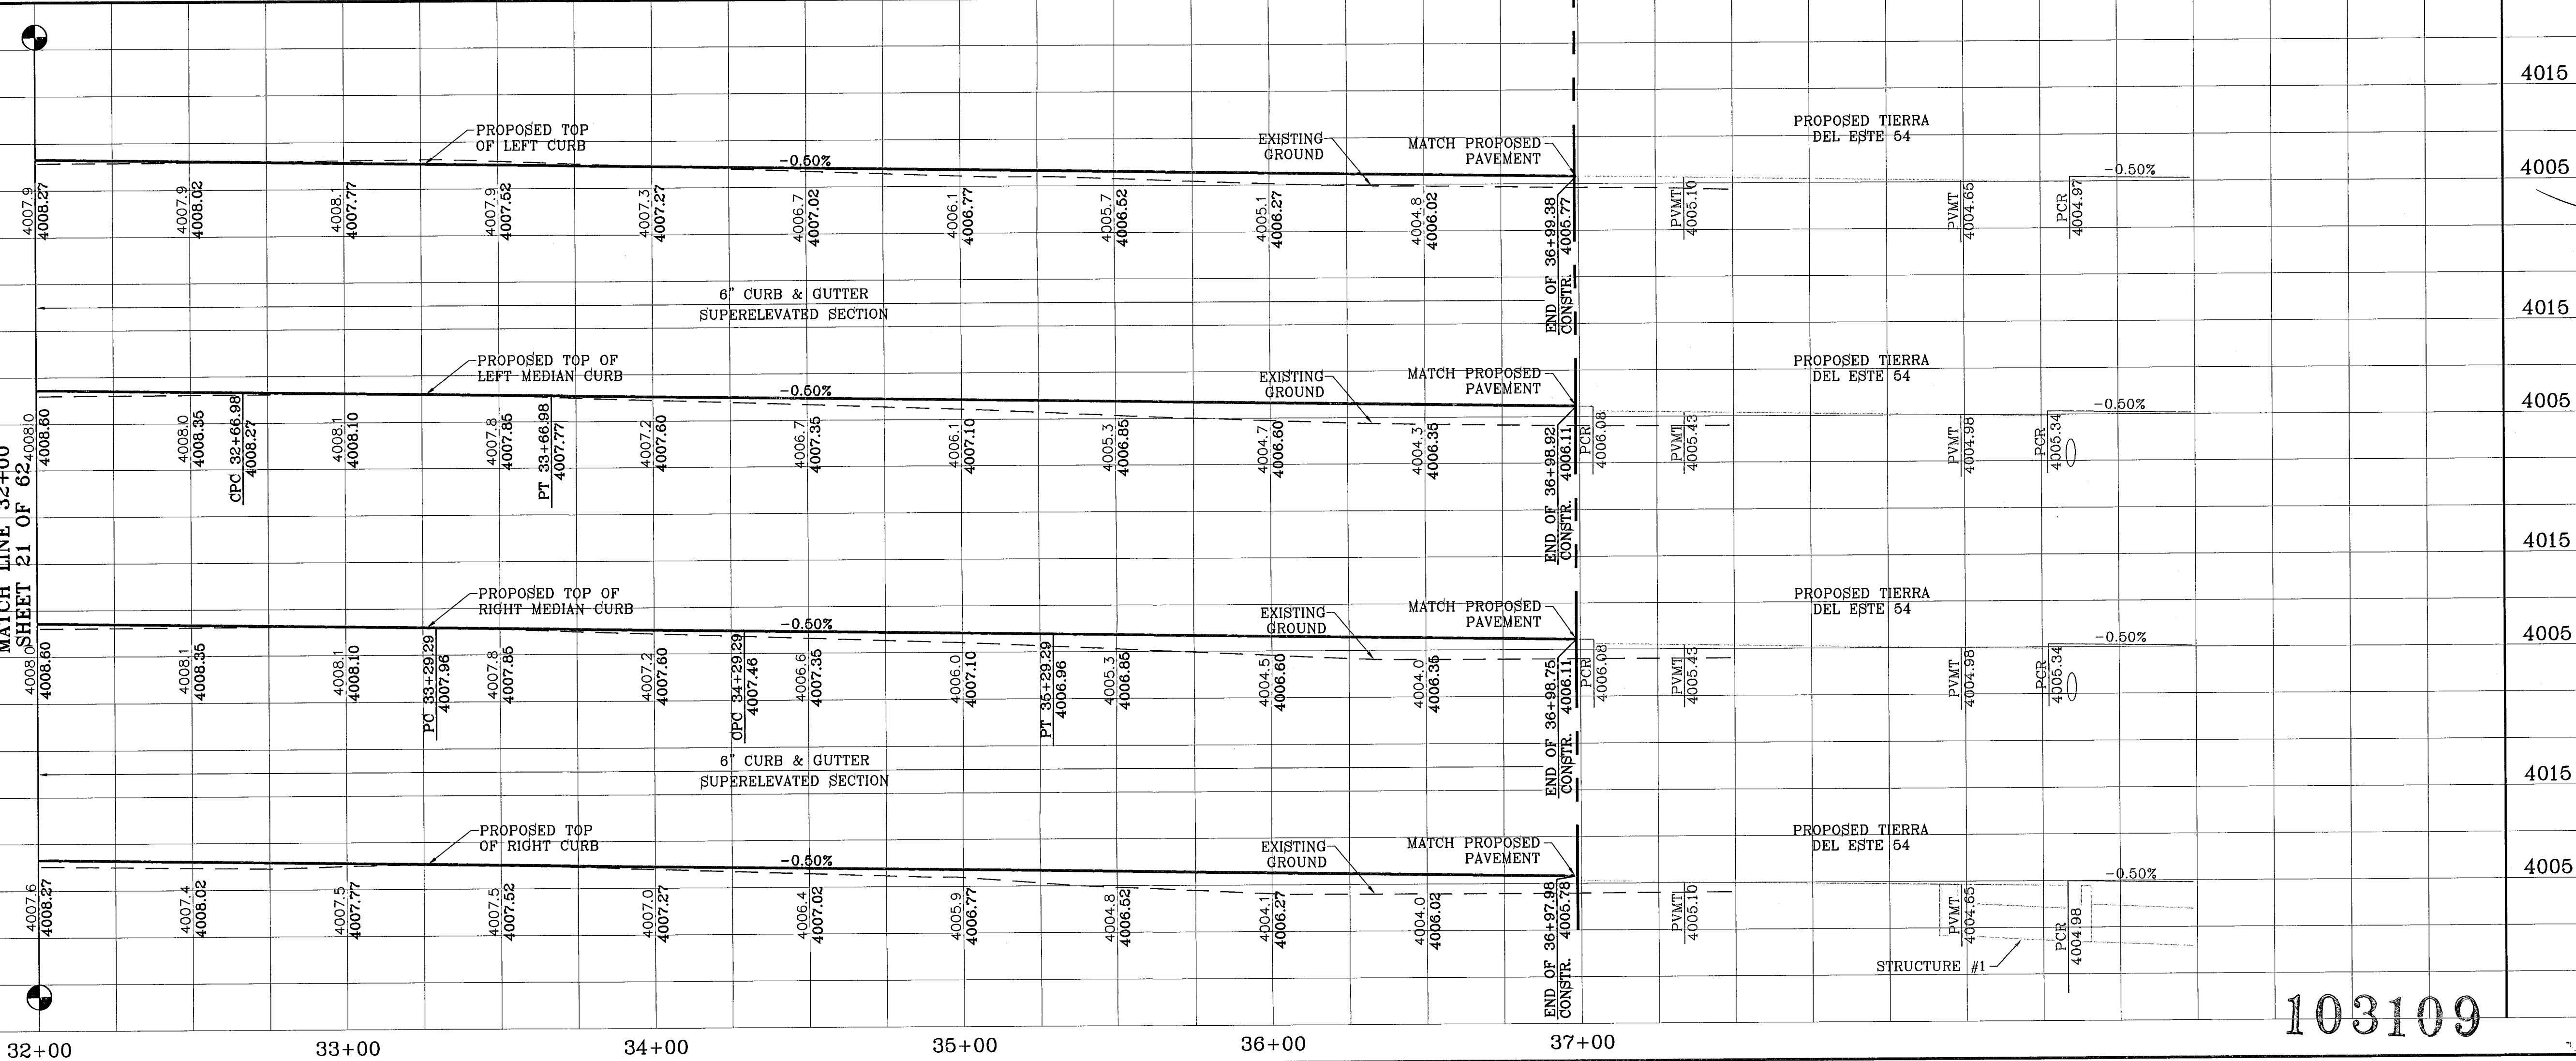 MATCH LINE 32+00
SHEET 21 OF 62
4015
PROPOSED TOP
OF LEFT CURB
-0.50%
EXISTING
GROUND
MATCH PROPOSED
PAVEMENT
PROPOSED TIERRA
DEL ESTE 54
-0.50%
4005
4007.9
4008.27
4007.9
4008.02
4008.1
4007.77
4007.9
4007.52
4007.3
4007.27
4006.7
4007.02
4006.1
4006.77
4005.7
4006.52
4005.1
4006.27
4004.8
4006.02
END OF 36+99.38
CONSTR. 4005.77
PVMT
4005.10
PVMT
4004.65
PCR
4004.97
6" CURB & GUTTER
SUPERELEVATED SECTION
4015
PROPOSED TOP OF
LEFT MEDIAN CURB
-0.50%
EXISTING
GROUND
MATCH PROPOSED
PAVEMENT
PROPOSED TIERRA
DEL ESTE 54
-0.50%
4005
4008.0
4008.60
4008.0
4008.35
CPC 32+66.98
4008.27
4008.1
4008.10
4007.8
4007.85
PT 33+66.98
4007.77
4007.2
4007.60
4006.7
4007.35
4006.1
4007.10
4005.3
4006.85
4004.7
4006.60
4004.3
4006.35
END OF 36+98.92
CONSTR. 4006.11
PCR
4006.08
PVMT
4005.43
PVMT
4004.98
PCR
4005.34
4015
PROPOSED TOP OF
RIGHT MEDIAN CURB
-0.50%
EXISTING
GROUND
MATCH PROPOSED
PAVEMENT
PROPOSED TIERRA
DEL ESTE 54
-0.50%
4005
4008.0
4008.60
4008.1
4008.35
4008.1
4008.10
PC 33+29.29
4007.96
4007.8
4007.85
4007.2
4007.60
CPC 34+29.29
4007.46
4006.6
4007.35
4006.0
4007.10
PT 35+29.29
4006.96
4005.3
4006.85
4004.5
4006.60
4004.0
4006.35
END OF 36+98.75
CONSTR. 4006.11
PCR
4006.08
PVMT
4005.43
PVMT
4004.98
PCR
4005.34
6" CURB & GUTTER
SUPERELEVATED SECTION
4015
PROPOSED TOP
OF RIGHT CURB
-0.50%
EXISTING
GROUND
MATCH PROPOSED
PAVEMENT
PROPOSED TIERRA
DEL ESTE 54
-0.50%
4005
4007.6
4008.27
4007.4
4008.02
4007.5
4007.77
4007.5
4007.52
4007.0
4007.27
4006.4
4007.02
4005.9
4006.77
4004.8
4006.52
4004.1
4006.27
4004.0
4006.02
END OF 36+97.98
CONSTR. 4005.78
PVMT
4005.10
PVMT
4004.65
PCR
4004.98
STRUCTURE #1
103109
32+00
33+00
34+00
35+00
36+00
37+00